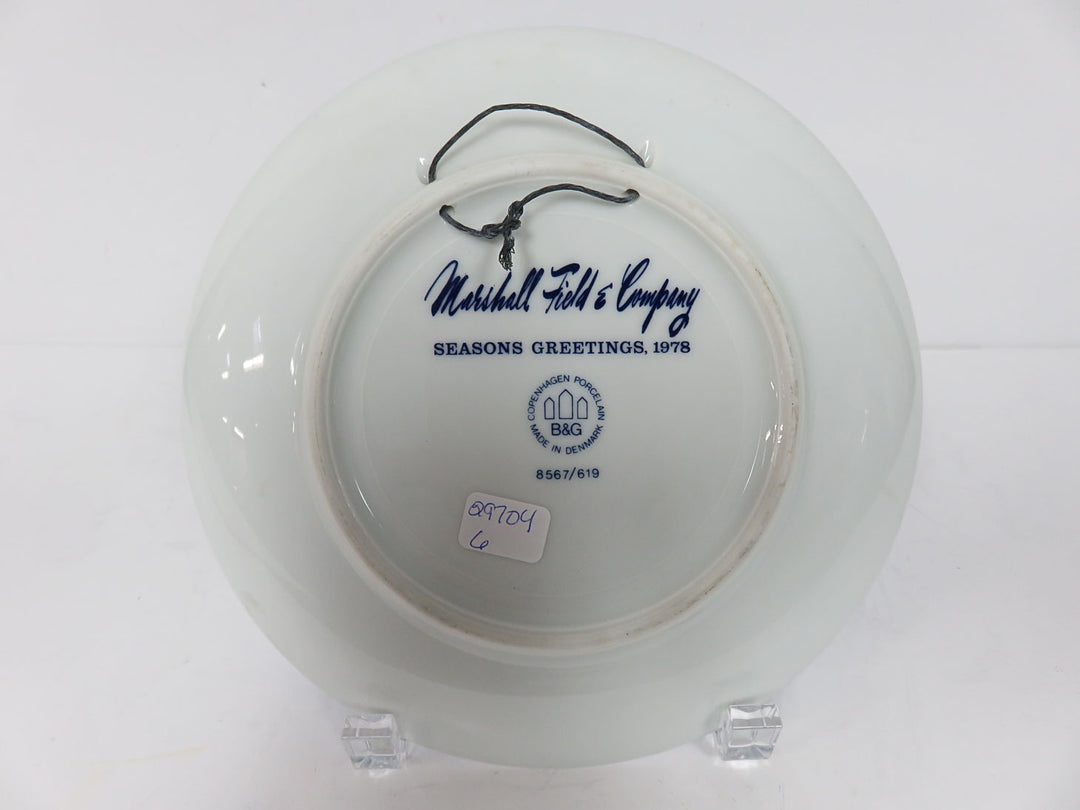 Marshall Field & Company
SEASONS GREETINGS, 1978
COPENHAGEN PORCELAIN
B&G
MADE IN DENMARK
8567/619
29704
6